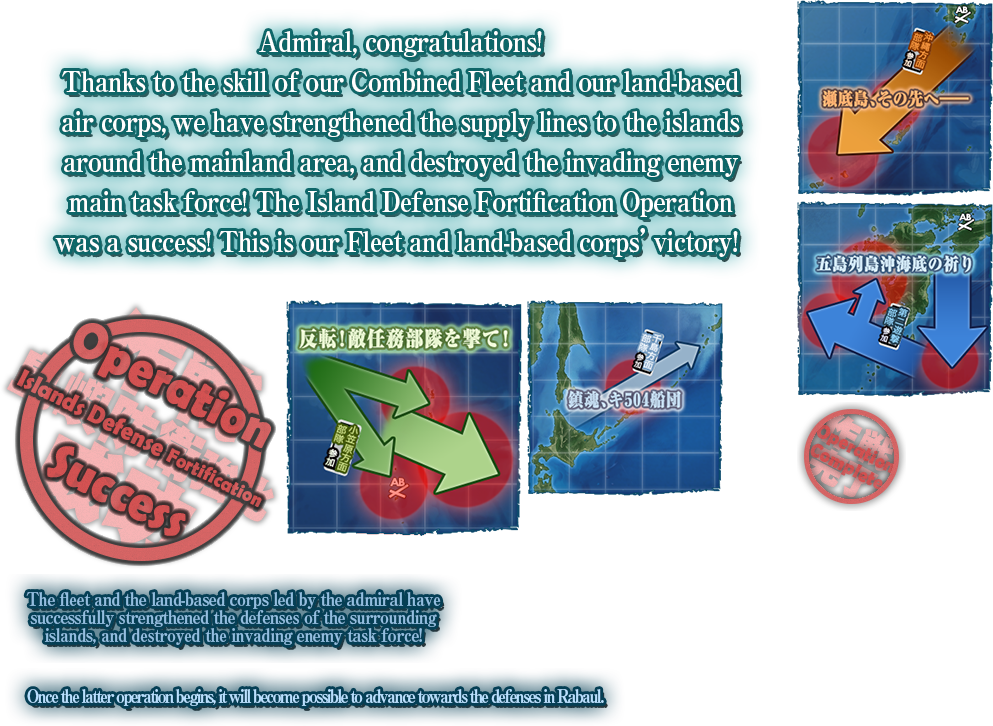 Admiral, congratulations!
Thanks to the skill of our Combined Fleet and our land-based
air corps, we have strengthened the supply lines to the islands
around the mainland area, and destroyed the invading enemy
main task force! The Island Defense Fortification Operation
was a success! This is our Fleet and land-based corps' victory!
AB
沖縄方面
部隊 参加
瀬底島、その先へ――
AB
五島列島沖海底の祈り
第二遊撃
部隊 参加
Operation
Islands Defense Fortification
Success
反転!敵任務部隊を撃て!
小笠原方面
部隊 参加
AB
千島方面
部隊 参加
鎮魂、キ504船団
Operation
The fleet and the land-based corps led by the admiral have
successfully strengthened the defenses of the surrounding
islands, and destroyed the invading enemy task force!
Once the latter operation begins, it will become possible to advance towards the defenses in Rabaul.